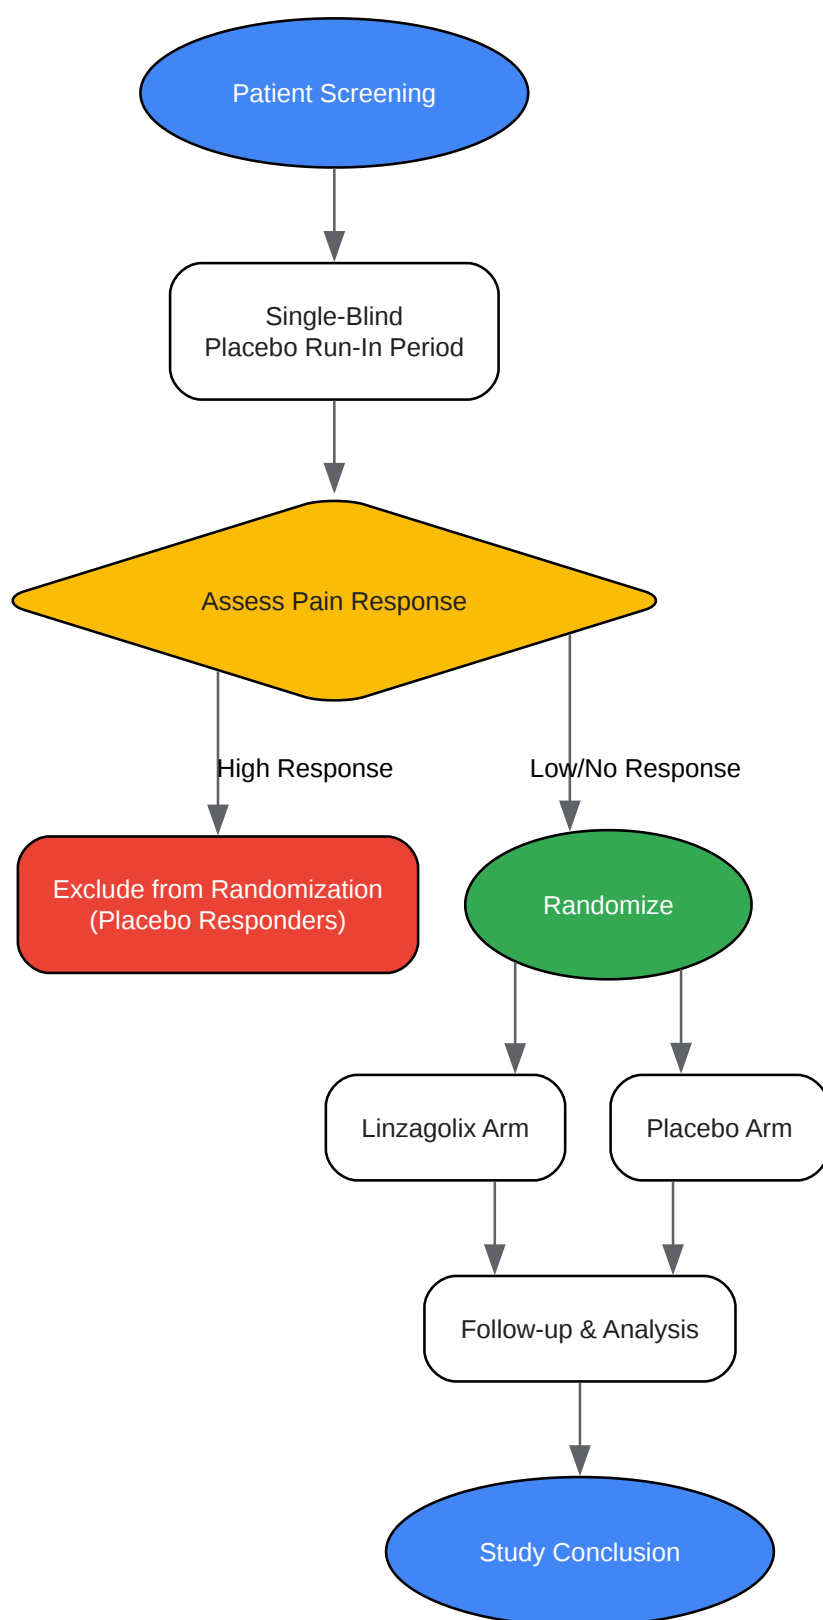 Patient Screening
Single-Blind
Placebo Run-In Period
Assess Pain Response
High Response
Low/No Response
Exclude from Randomization
(Placebo Responders)
Randomize
Linzagolix Arm
Placebo Arm
Follow-up & Analysis
Study Conclusion